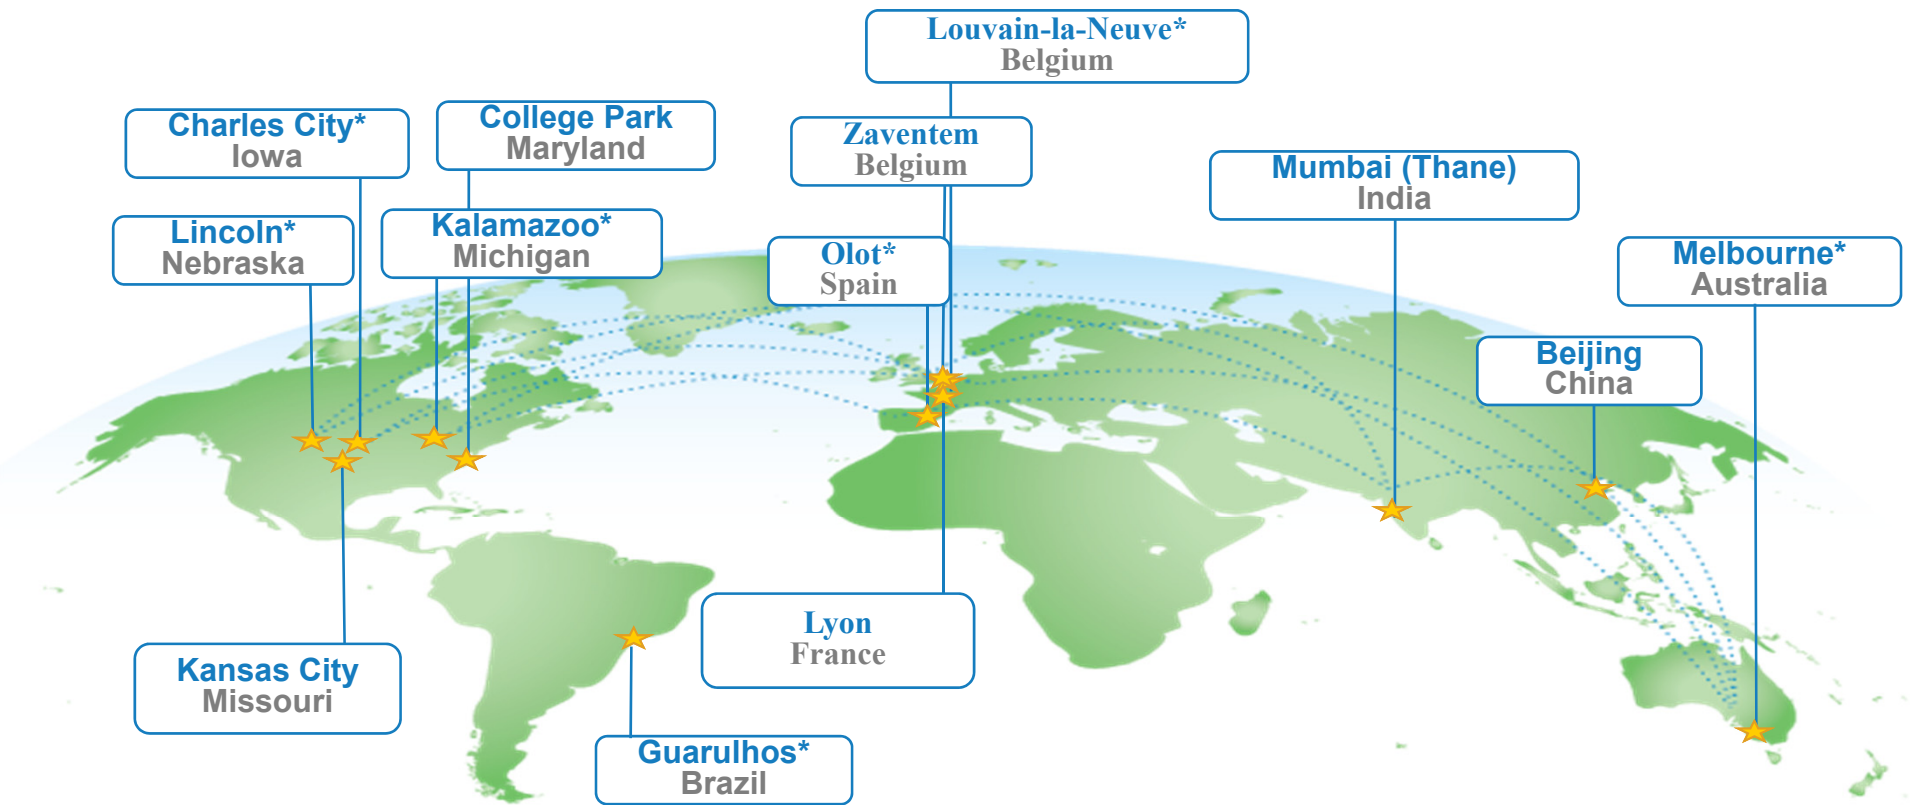 Louvain-la-Neuve*
Belgium
Charles City*
Iowa
College Park
Maryland
Zaventem
Belgium
Mumbai (Thane)
India
Lincoln*
Nebraska
Kalamazoo*
Michigan
Olot*
Spain
Melbourne*
Australia
Beijing
China
Lyon
France
Kansas City
Missouri
Guarulhos*
Brazil